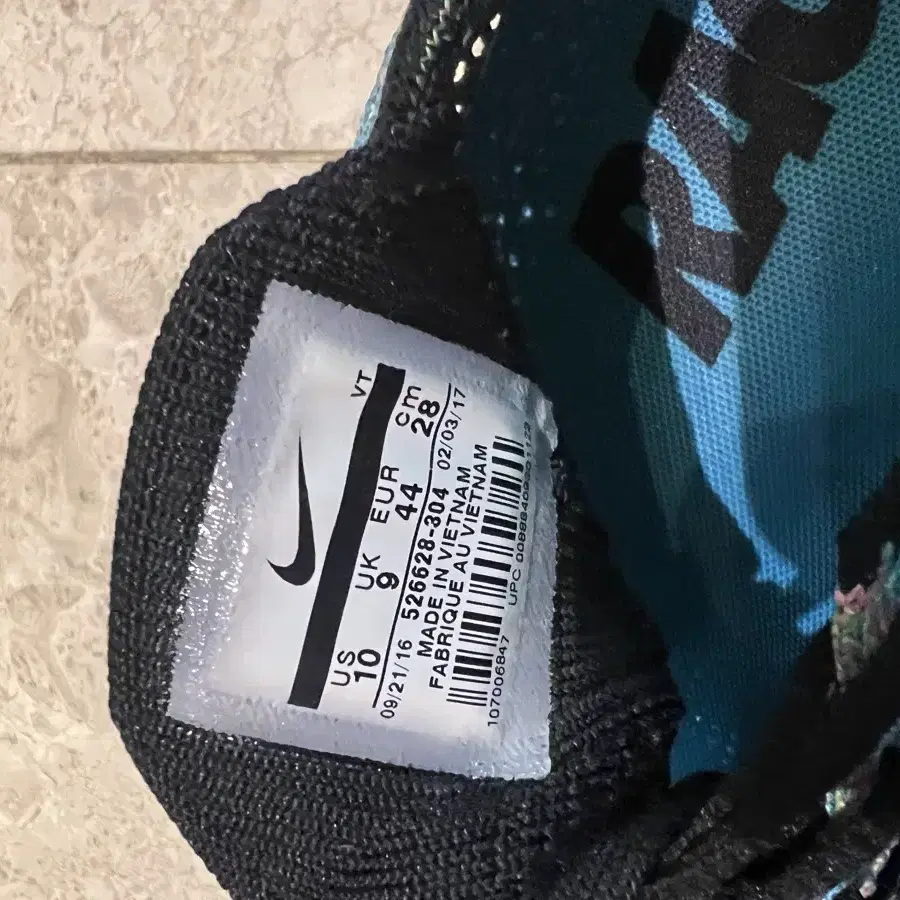 VT
US UK EUR cm
10 9 44 28
09/21/16 526628-304 02/03/17
MADE IN VIETNAM
FABRIQUE AU VIETNAM
107006847
UPC